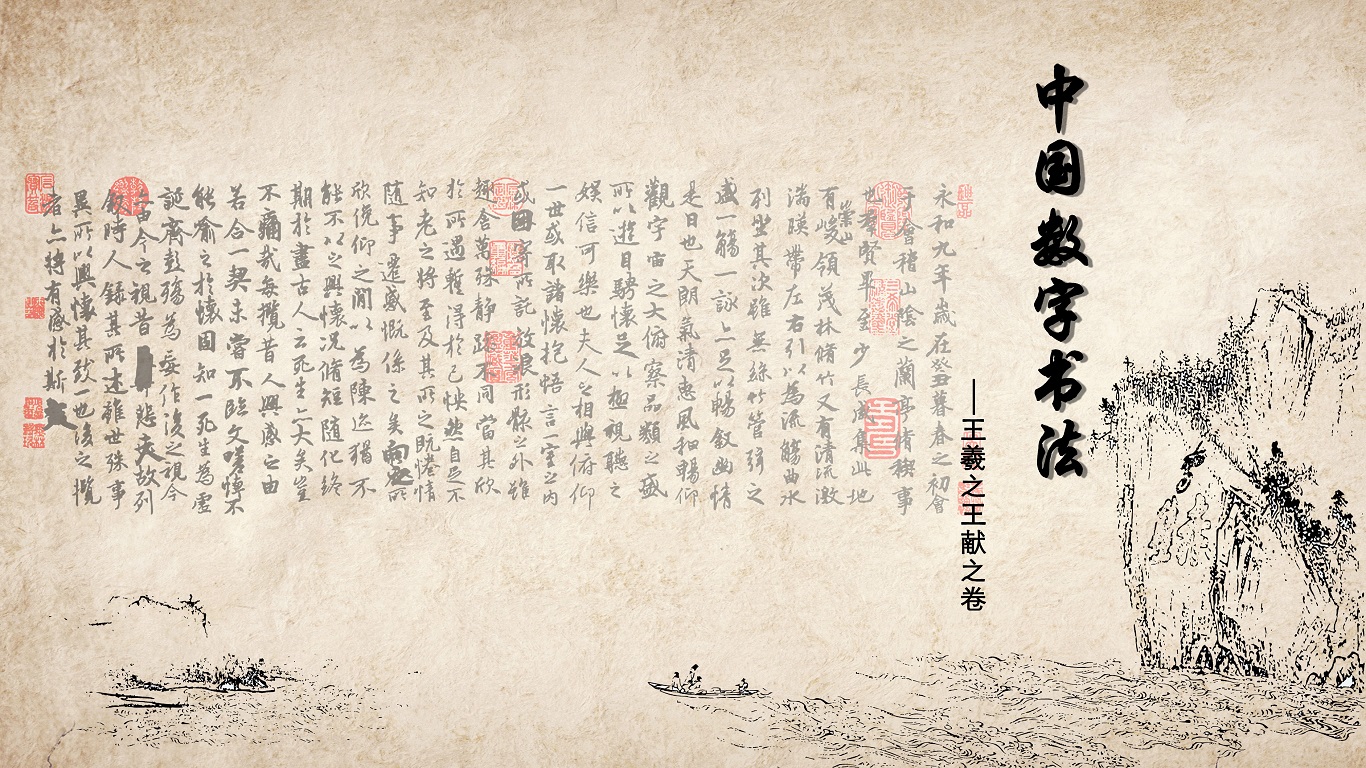 中国数字书法
—王羲之王献之卷
永和九年歲在癸丑暮春之初會
于會稽山陰之蘭亭脩稧事
也羣賢畢至少長咸集此地
有崇山峻領茂林脩竹又有清流激
湍暎帶左右引以為流觴曲水
列坐其次雖無絲竹管弦之
盛一觴一詠亦足以暢敘幽情
是日也天朗氣清惠風和暢仰
觀宇宙之大俯察品類之盛
所以遊目騁懷足以極視聽之
娛信可樂也夫人之相與俯仰
一世或取諸懷抱悟言一室之內
或因寄所託放浪形骸之外雖
趣舍萬殊靜躁不同當其欣
於所遇暫得於己怏然自足不
知老之將至及其所之既惓情
隨事遷感慨係之矣向之所
欣俛仰之閒以為陳迹猶不
能不以之興懷況脩短隨化終
期於盡古人云死生亦大矣豈
不痛哉每攬昔人興感之由
若合一契未嘗不臨文嗟悼不
能喻之於懷固知一死生為虛
誕齊彭殤為妄作後之視今
亦由今之視昔悲夫故列
敘時人錄其所述雖世殊事
異所以興懷其致一也後之攬
者亦將有感於斯文